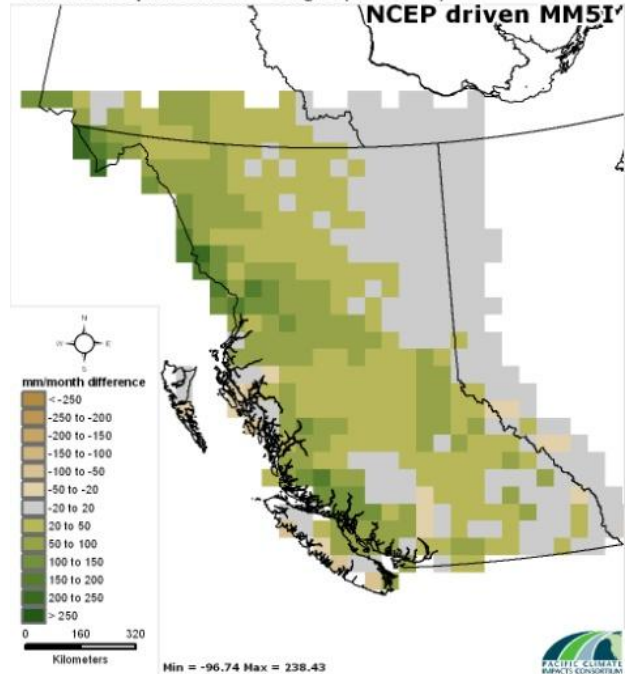 NCEP driven MM5I
N
W E
S
mm/month difference
< -250
-250 to -200
-200 to -150
-150 to -100
-100 to -50
-50 to -20
-20 to 20
20 to 50
50 to 100
100 to 150
150 to 200
200 to 250
> 250
0 160 320
Kilometers
Min = -96.74 Max = 238.43
PACIFIC CLIMATE
IMPACTS CONSORTIUM